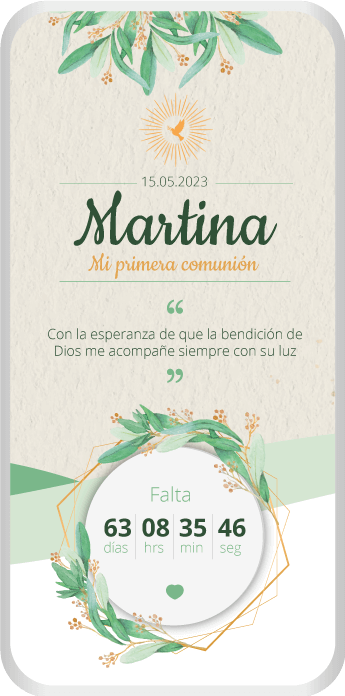 15.05.2023
Martina
Mi primera comunión
“
Con la esperanza de que la bendición de
Dios me acompañe siempre con su luz
”
Falta
63 08 35 46
días hrs min seg